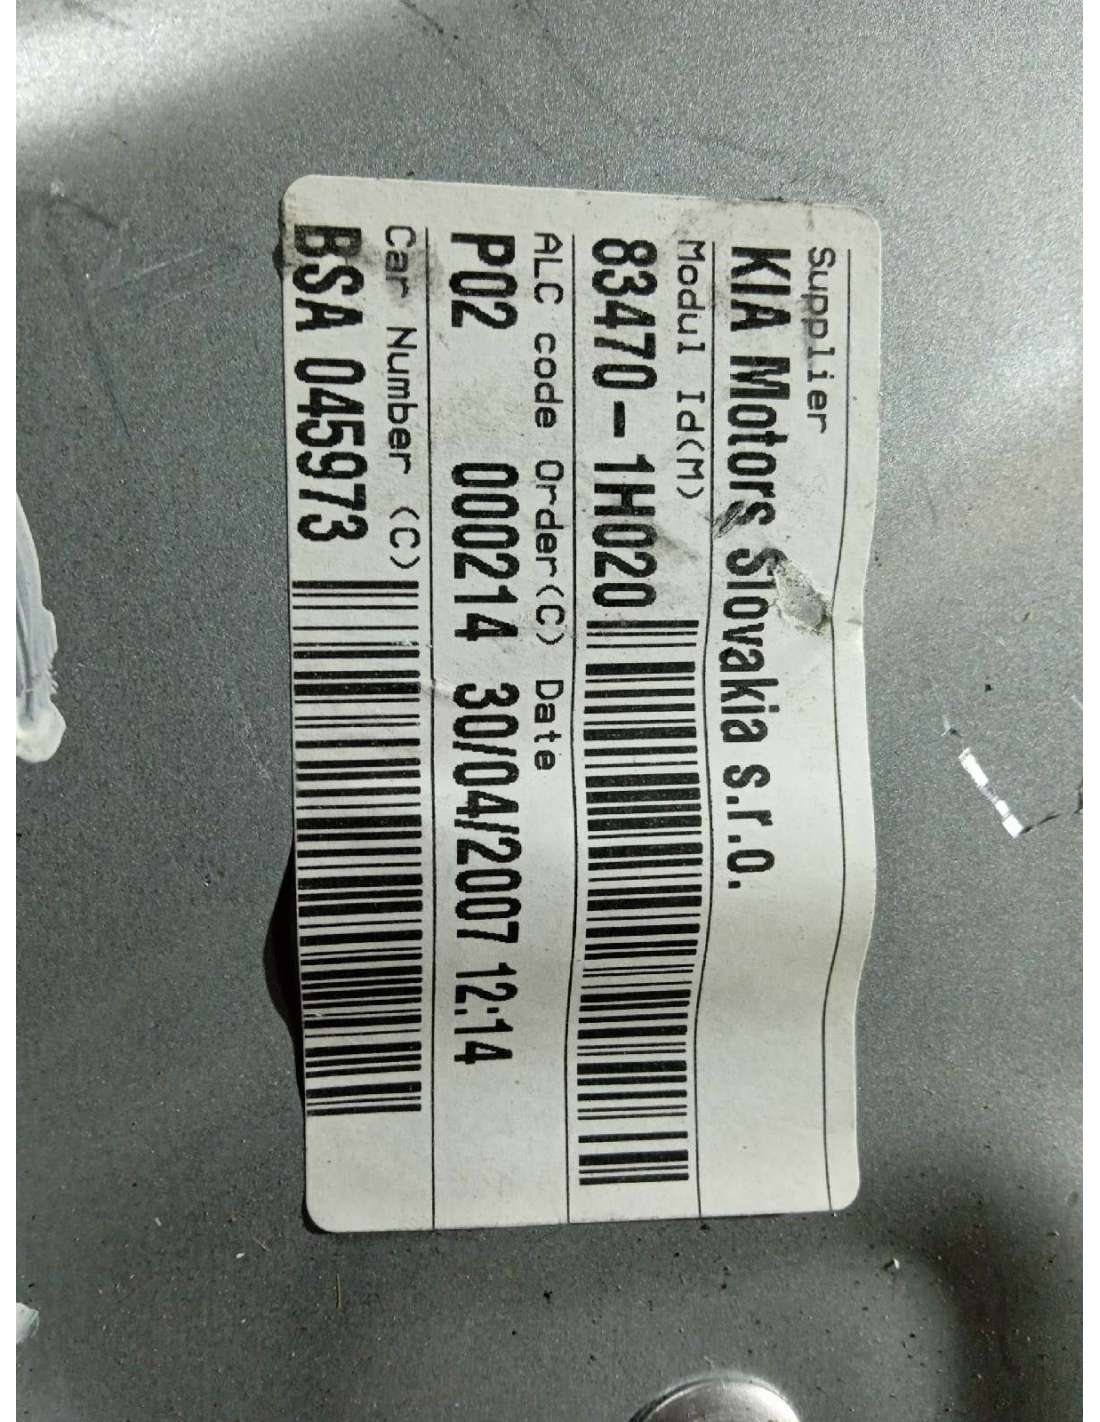 Supplier
KIA Motors Slovakia s.r.o.
Modul Id(M)
83470-1H020
ALC code Order(C) Date
P02 000214 30/04/2007 12:14
Car Number (C)
BSA 045973